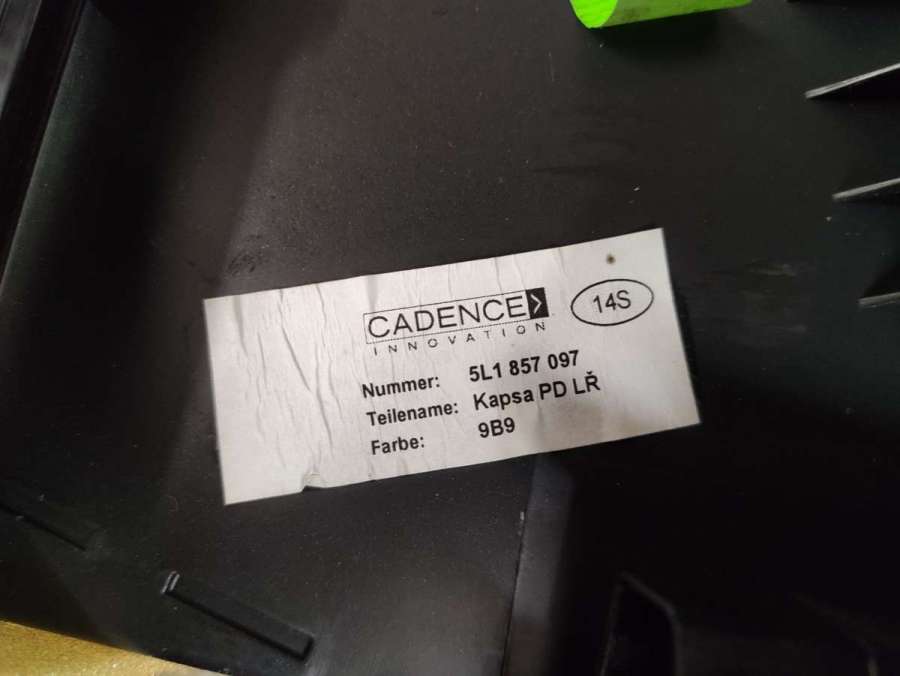 CADENCE
INNOVATION
14S
Nummer: 5L1 857 097
Teilename: Kapsa PD LŘ
Farbe: 9B9